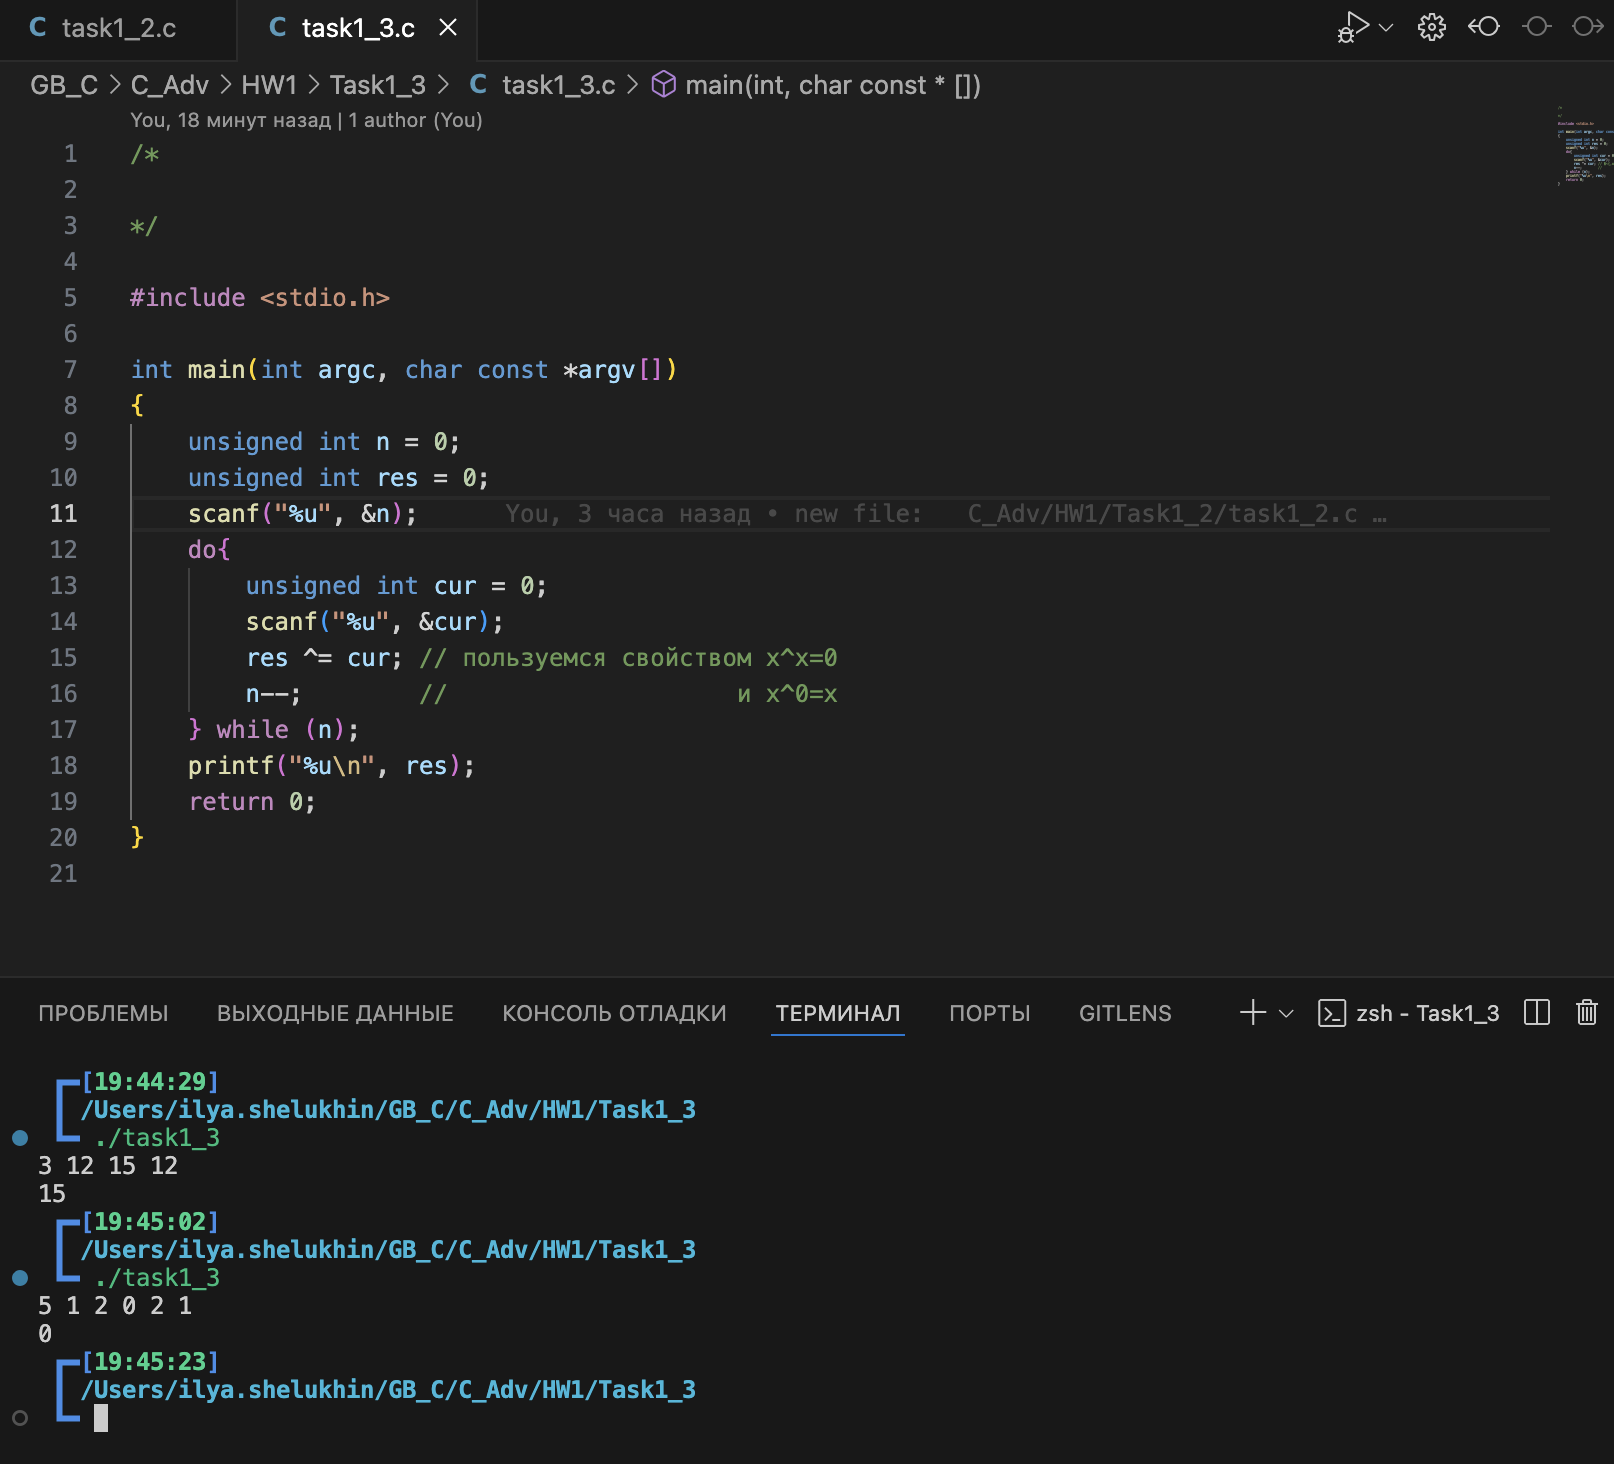 task1_2.c
task1_3.c
GB_C > C_Adv > HW1 > Task1_3 > C task1_3.c > main(int, char const * [])
You, 18 минут назад | 1 author (You)
1 /*
2
3 */
4
5 #include <stdio.h>
6
7 int main(int argc, char const *argv[])
8 {
9 unsigned int n = 0;
10 unsigned int res = 0;
11 scanf("%u", &n); You, 3 часа назад • new file: C_Adv/HW1/Task1_2/task1_2.c …
12 do{
13 unsigned int cur = 0;
14 scanf("%u", &cur);
15 res ^= cur; // пользуемся свойством x^x=0
16 n--; // и x^0=x
17 } while (n);
18 printf("%u\n", res);
19 return 0;
20 }
21
ПРОБЛЕМЫ ВЫХОДНЫЕ ДАННЫЕ КОНСОЛЬ ОТЛАДКИ ТЕРМИНАЛ ПОРТЫ GITLENS zsh - Task1_3
[19:44:29]
/Users/ilya.shelukhin/GB_C/C_Adv/HW1/Task1_3
./task1_3
3 12 15 12
15
[19:45:02]
/Users/ilya.shelukhin/GB_C/C_Adv/HW1/Task1_3
./task1_3
5 1 2 0 2 1
0
[19:45:23]
/Users/ilya.shelukhin/GB_C/C_Adv/HW1/Task1_3